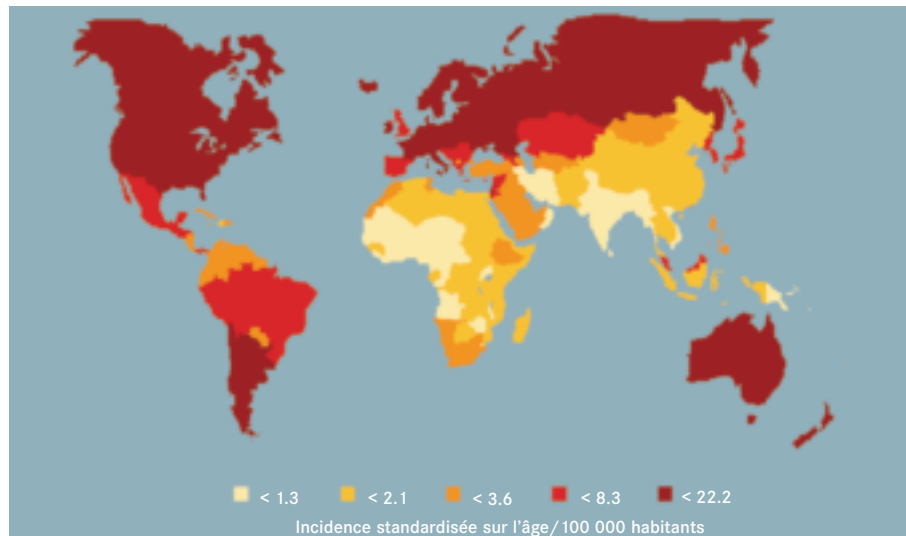 < 1.3 < 2.1 < 3.6 < 8.3 < 22.2
Incidence standardisée sur l’âge/100 000 habitants